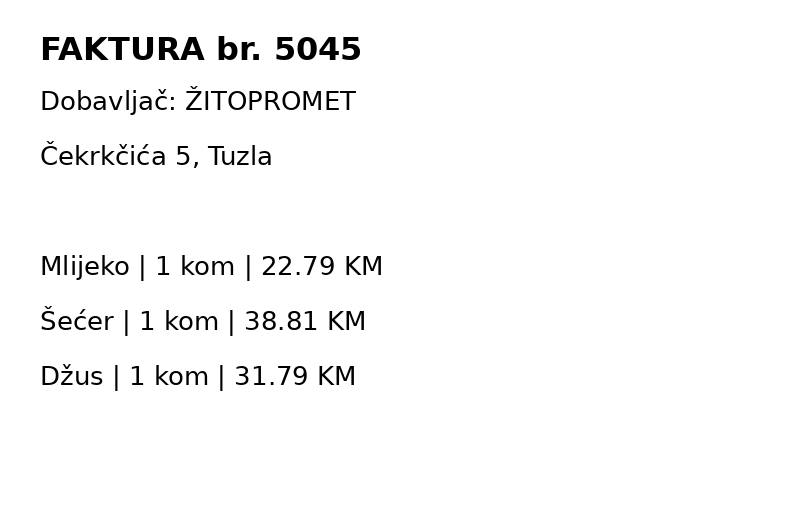 FAKTURA br. 5045
Dobavljač: ŽITOPROMET
Čekrkčića 5, Tuzla
Mlijeko | 1 kom | 22.79 KM
Šećer | 1 kom | 38.81 KM
Džus | 1 kom | 31.79 KM